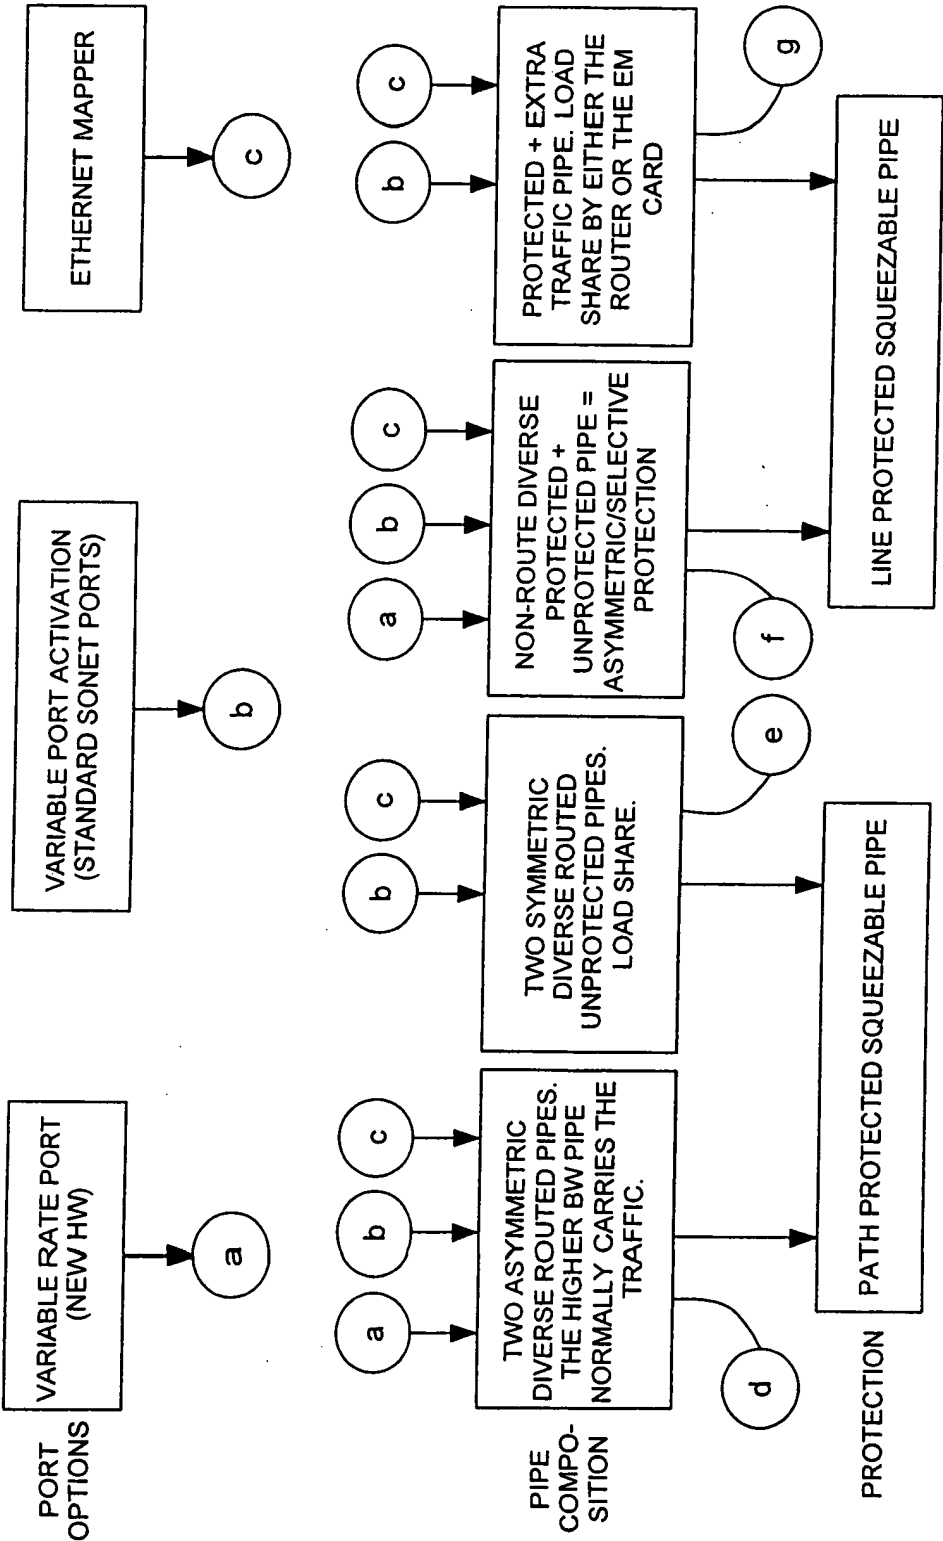 PORT
OPTIONS
VARIABLE RATE PORT
(NEW HW)
a
VARIABLE PORT ACTIVATION
(STANDARD SONET PORTS)
b
ETHERNET MAPPER
c
PIPE
COMPO-
SITION
a
b
c
TWO ASYMETRIC
DIVERSE ROUTED PIPES.
THE HIGHER BW PIPE
NORMALLY CARRIES THE
TRAFFIC.
d
b
c
TWO SYMMETRIC
DIVERSE ROUTED
UNPROTECTED PIPES.
LOAD SHARE.
e
a
b
c
NON-ROUTE DIVERSE
PROTECTED +
UNPROTECTED PIPE =
ASYMMETRIC/SELECTIVE
PROTECTION
f
b
c
PROTECTED + EXTRA
TRAFFIC PIPE. LOAD
SHARE BY EITHER THE
ROUTER OR THE EM
CARD
g
PROTECTION
PATH PROTECTED SQUEEZABLE PIPE
LINE PROTECTED SQUEEZABLE PIPE